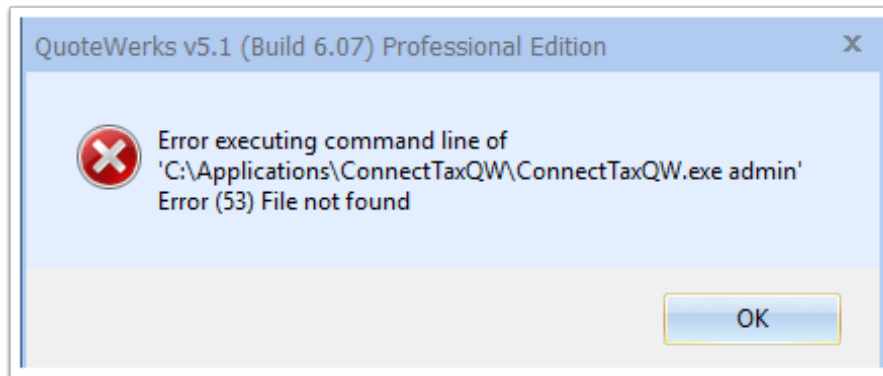 QuoteWerks v5.1 (Build 6.07) Professional Edition
Error executing command line of
'C:\Applications\ConnectTaxQW\ConnectTaxQW.exe admin'
Error (53) File not found
OK